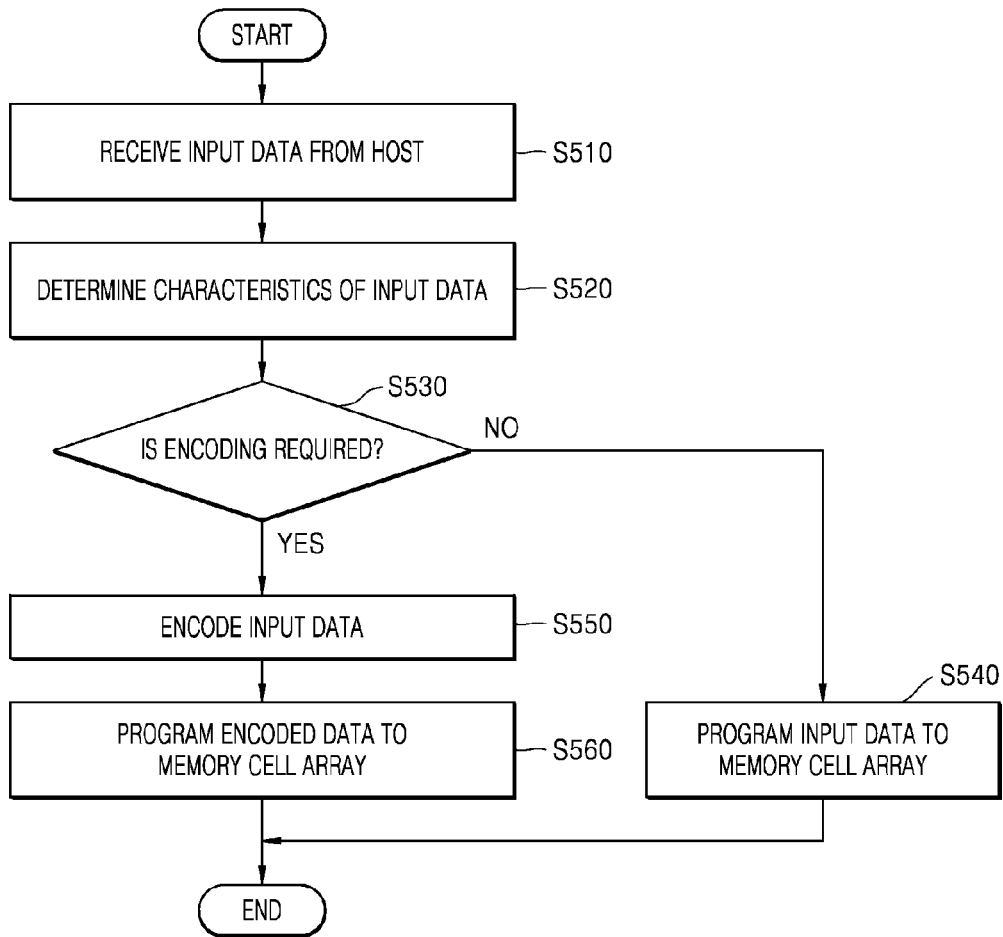 START
RECEIVE INPUT DATA FROM HOST
S510
DETERMINE CHARACTERISTICS OF INPUT DATA
S520
S530
IS ENCODING REQUIRED?
NO
YES
ENCODE INPUT DATA
S550
S540
PROGRAM ENCODED DATA TO
MEMORY CELL ARRAY
S560
PROGRAM INPUT DATA TO
MEMORY CELL ARRAY
END